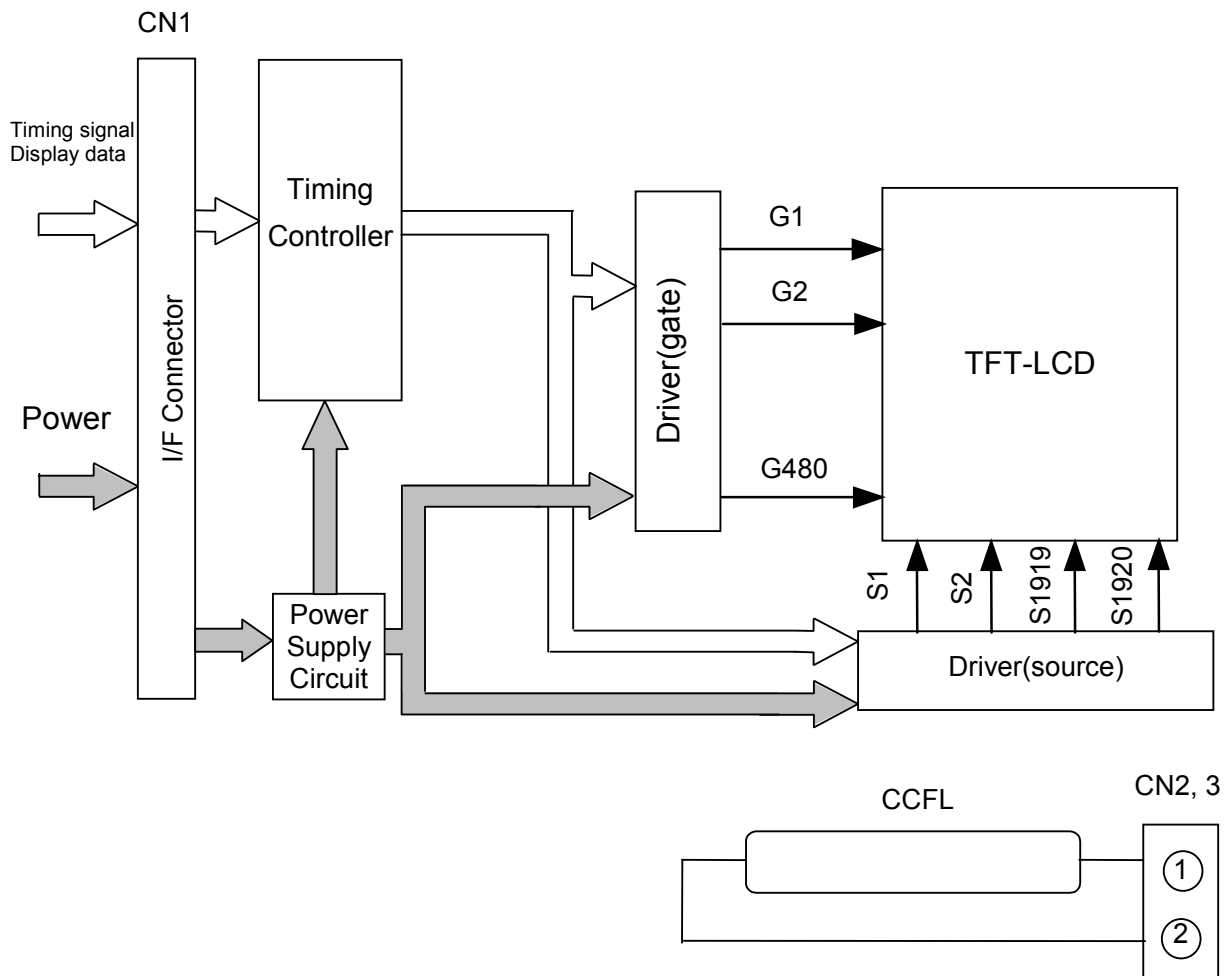 CN1
Timing signal
Display data
Timing
Controller
I/F Connector
Power
Driver(gate)
G1
G2
G480
TFT-LCD
S1
S2
S1919
S1920
Power
Supply
Circuit
Driver(source)
CCFL
CN2, 3
1
2